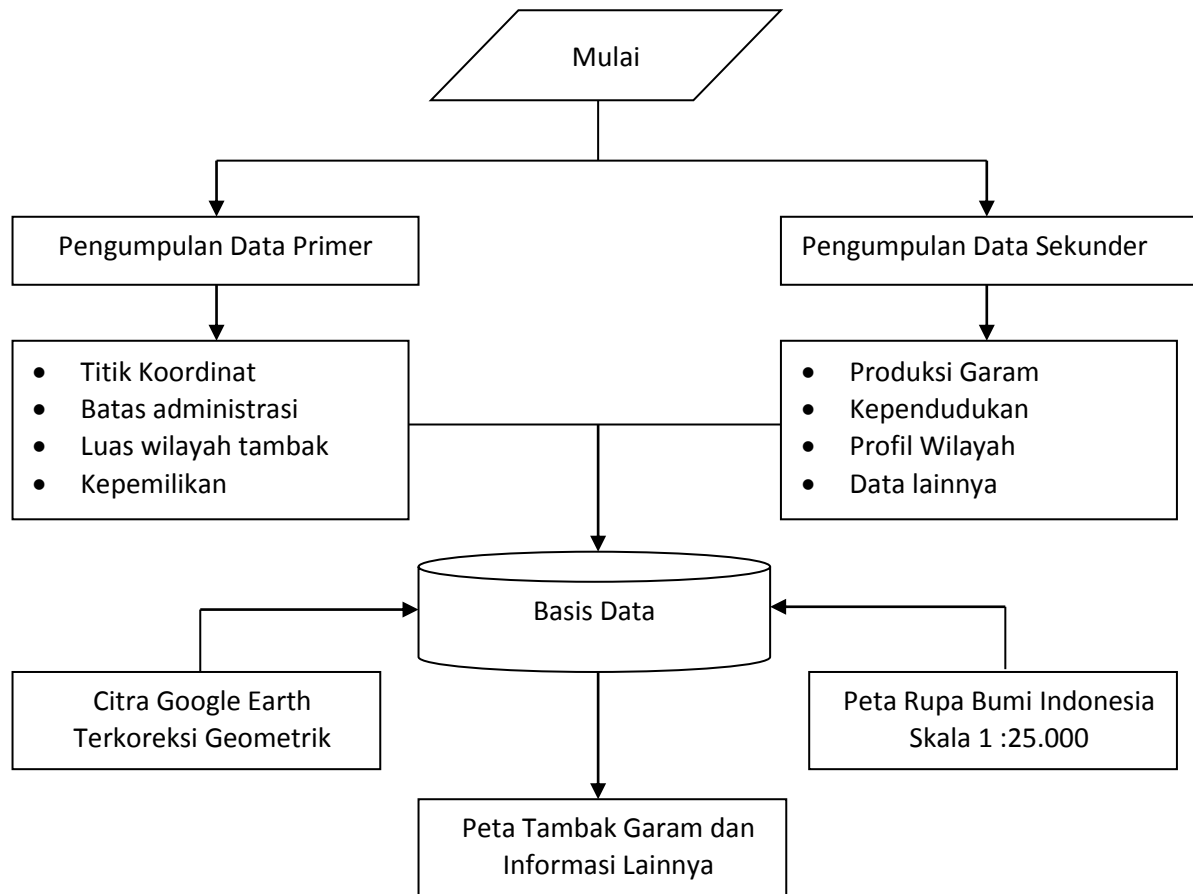 Mulai
Pengumpulan Data Primer
Pengumpulan Data Sekunder
• Titik Koordinat
• Batas administrasi
• Luas wilayah tambak
• Kepemilikan
• Produksi Garam
• Kependudukan
• Profil Wilayah
• Data lainnya
Basis Data
Citra Google Earth
Terkoreksi Geometrik
Peta Rupa Bumi Indonesia
Skala 1 :25.000
Peta Tambak Garam dan
Informasi Lainnya